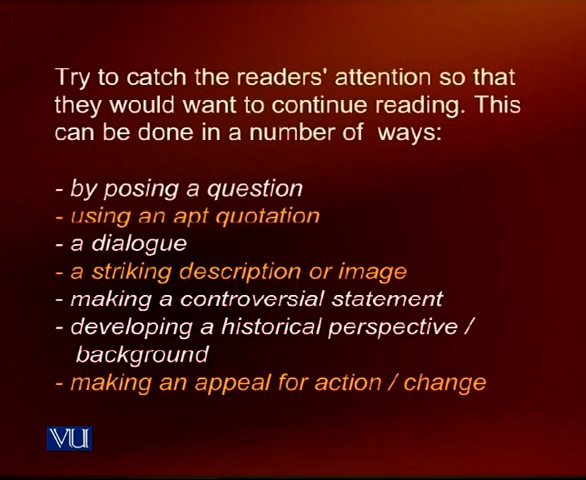 Try to catch the readers' attention so that
they would want to continue reading. This
can be done in a number of ways:
- by posing a question
- using an apt quotation
- a dialogue
- a striking description or image
- making a controversial statement
- developing a historical perspective /
background
- making an appeal for action / change
VU